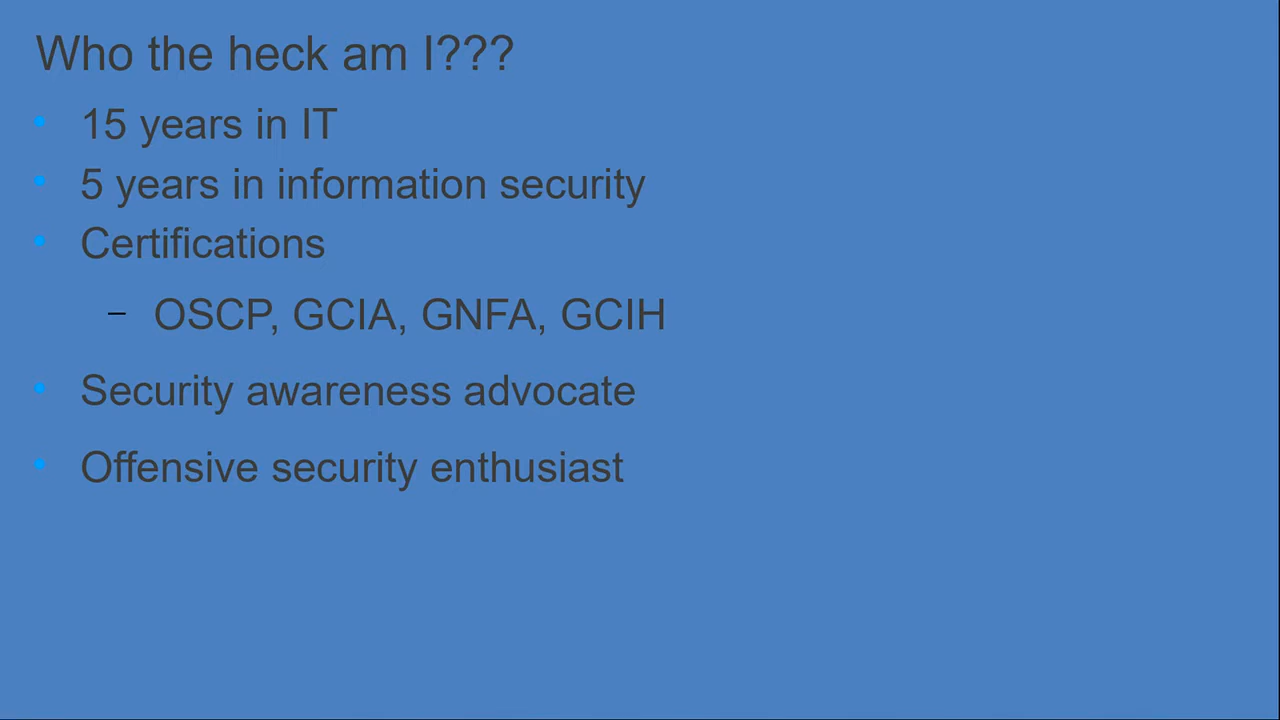 Who the heck am I???
• 15 years in IT
• 5 years in information security
• Certifications
– OSCP, GCIA, GNFA, GCIH
• Security awareness advocate
• Offensive security enthusiast